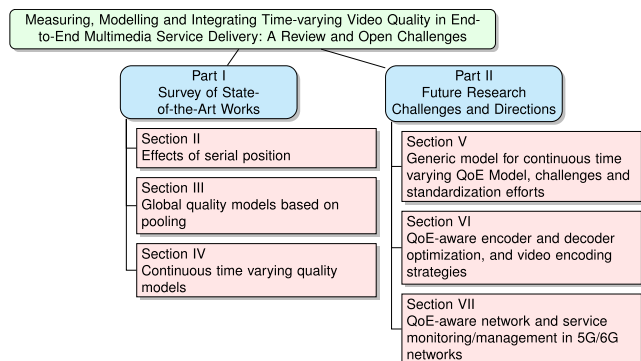 Measuring, Modelling and Integrating Time-varying Video Quality in End-
to-End Multimedia Service Delivery: A Review and Open Challenges
Part I
Survey of State-
of-the-Art Works
Section II
Effects of serial position
Section III
Global quality models based on
pooling
Section IV
Continuous time varying quality
models
Part II
Future Research
Challenges and Directions
Section V
Generic model for continuous time
varying QoE Model, challenges and
standardization efforts
Section VI
QoE-aware encoder and decoder
optimization, and video encoding
strategies
Section VII
QoE-aware network and service
monitoring/management in 5G/6G
networks